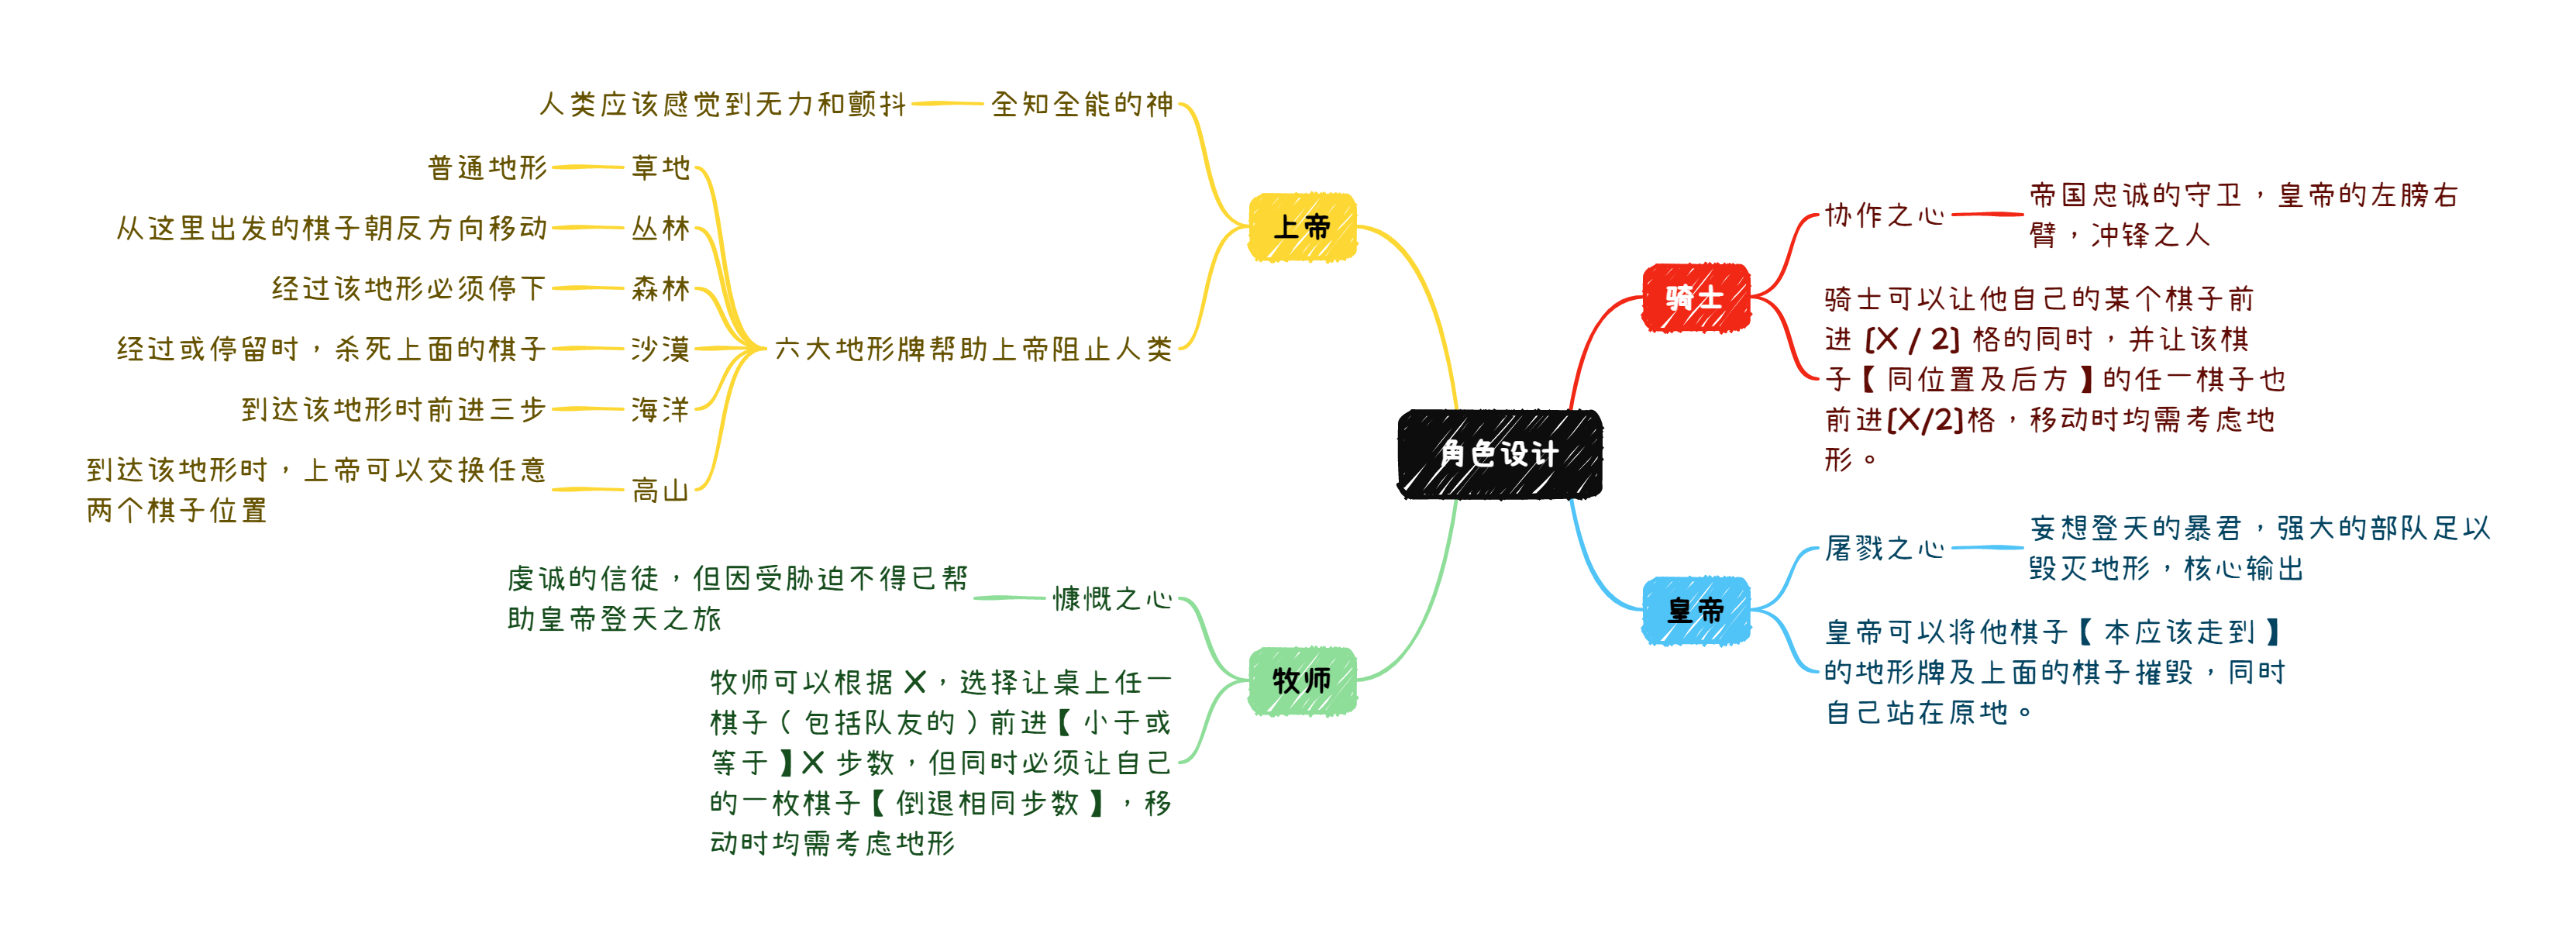 角色设计
骑士
协作之心
帝国忠诚的守卫，皇帝的左膀右
臂，冲锋之人
骑士可以让他自己的某个棋子前
进 [X / 2] 格的同时，并让该棋
子【同位置及后方】的任一棋子也
前进[X/2]格，移动时均需考虑地
形。
皇帝
屠戮之心
妄想登天的暴君，强大的部队足以
毁灭地形，核心输出
皇帝可以将他棋子【本应该走到】
的地形牌及上面的棋子摧毁，同时
自己站在原地。
上帝
全知全能的神
人类应该感觉到无力和颤抖
六大地形牌帮助上帝阻止人类
草地
普通地形
丛林
从这里出发的棋子朝反方向移动
森林
经过该地形必须停下
沙漠
经过或停留时，杀死上面的棋子
海洋
到达该地形时前进三步
高山
到达该地形时，上帝可以交换任意
两个棋子位置
牧师
慷慨之心
虔诚的信徒，但因受胁迫不得已帮
助皇帝登天之旅
牧师可以根据 X，选择让桌上任一
棋子（包括队友的）前进【小于或
等于】X 步数，但同时必须让自己
的一枚棋子【倒退相同步数】，移
动时均需考虑地形